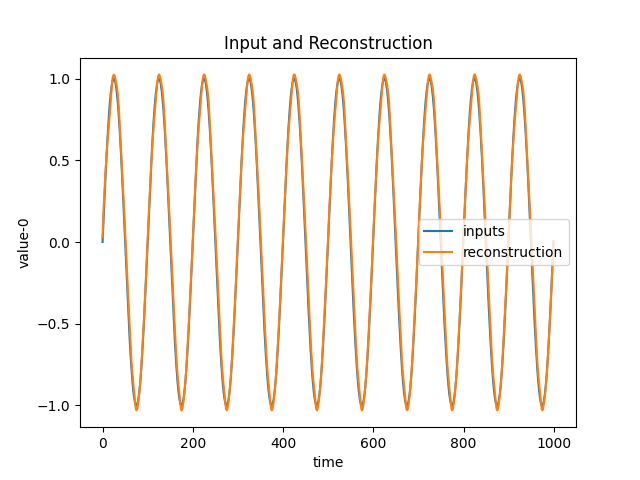 Input and Reconstruction
1.0
0.5
0.0
−0.5
−1.0
value-0
inputs
reconstruction
0 200 400 600 800 1000
time